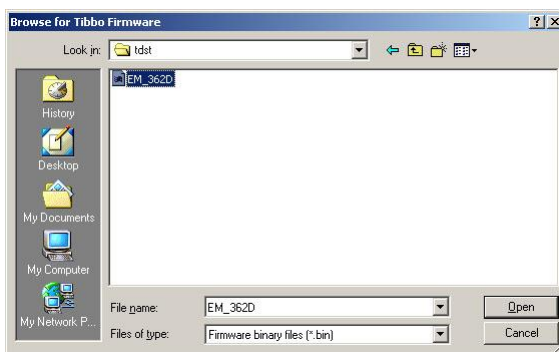 Browse for Tibbo Firmware
Look in: tdst
EM_362D
History
Desktop
My Documents
My Computer
My Network P...
File name: EM_362D Open
Files of type: Firmware binary files (*.bin) Cancel